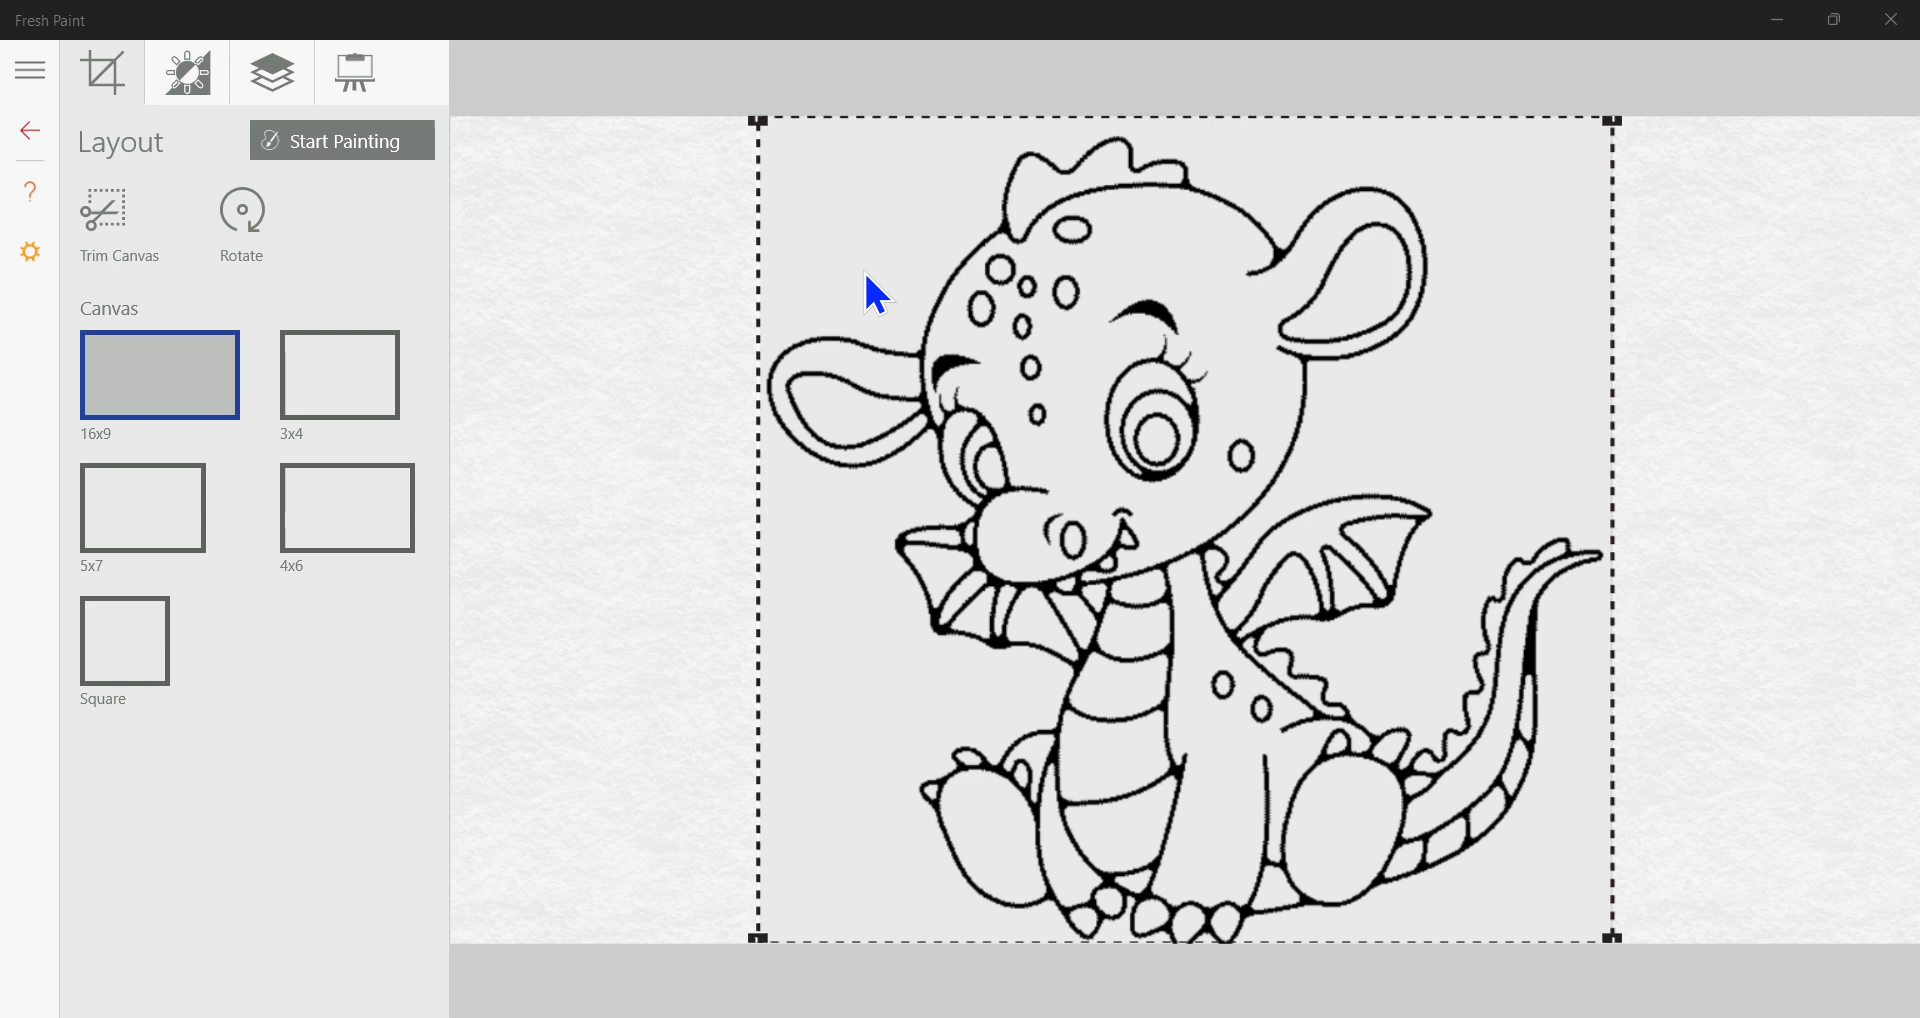 Fresh Paint
Layout
Start Painting
Trim Canvas
Rotate
Canvas
16x9
3x4
5x7
4x6
Square